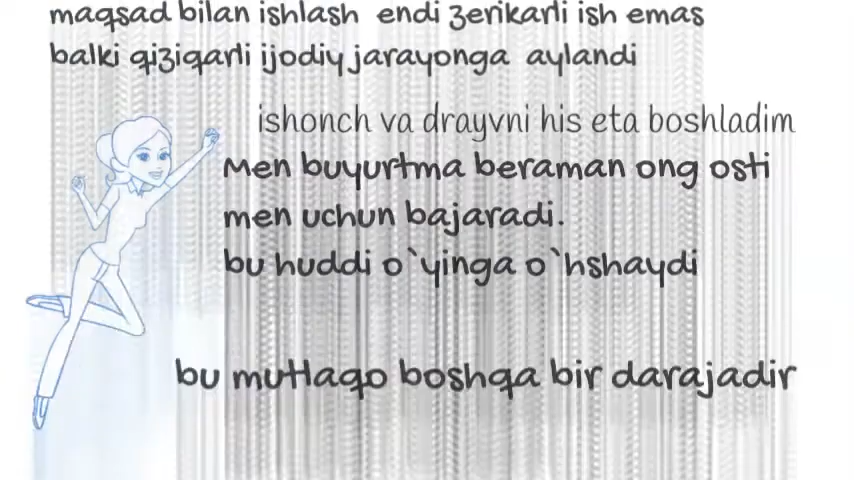 maqsad bilan ishlash endi zerikarli ish emas
balki qiziqarli ijodiy jarayonga aylandi
ishonch va drayvni his eta boshladim
Men buyurtma beraman ong osti
men uchun bajaradi.
bu huddi o`yinga o`hshaydi
bu mutlaqo boshqa bir darajadir